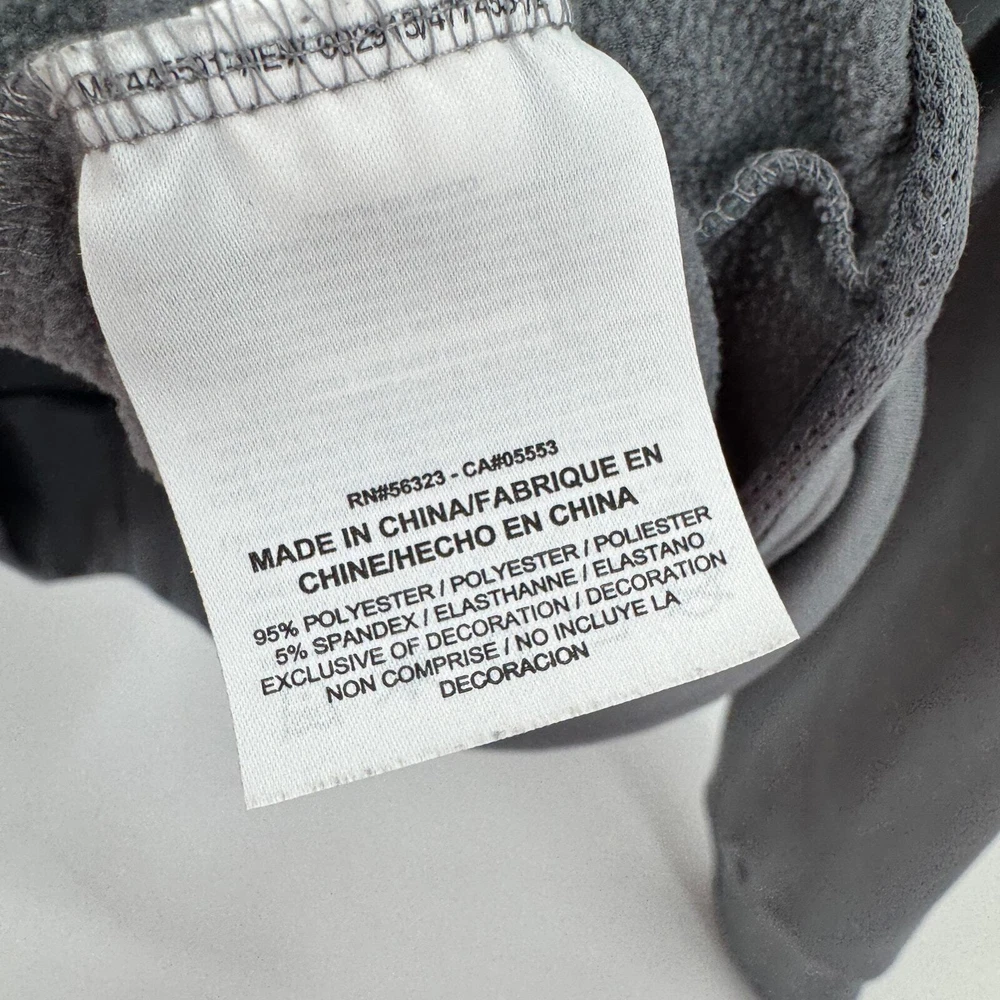 RN#56323 - CA#05553
MADE IN CHINA/FABRIQUE EN
CHINE/HECHO EN CHINA
95% POLYESTER / POLYESTER / POLIESTER
5% SPANDEX / ELASTHANNE / ELASTANO
EXCLUSIVE OF DECORATION / DECORATION
NON COMPRISE / NO INCLUYE LA
DECORACION